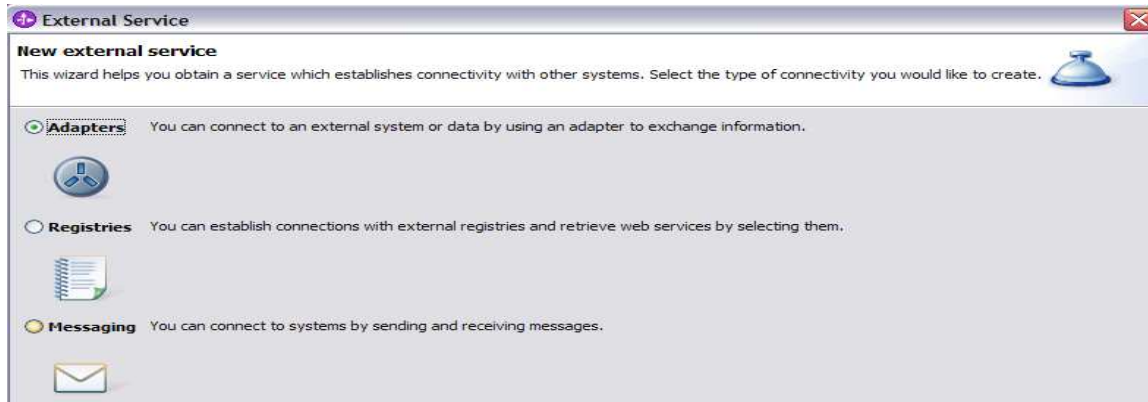 External Service
New external service
This wizard helps you obtain a service which establishes connectivity with other systems. Select the type of connectivity you would like to create.
Adapters You can connect to an external system or data by using an adapter to exchange information.
Registries You can establish connections with external registries and retrieve web services by selecting them.
Messaging You can connect to systems by sending and receiving messages.